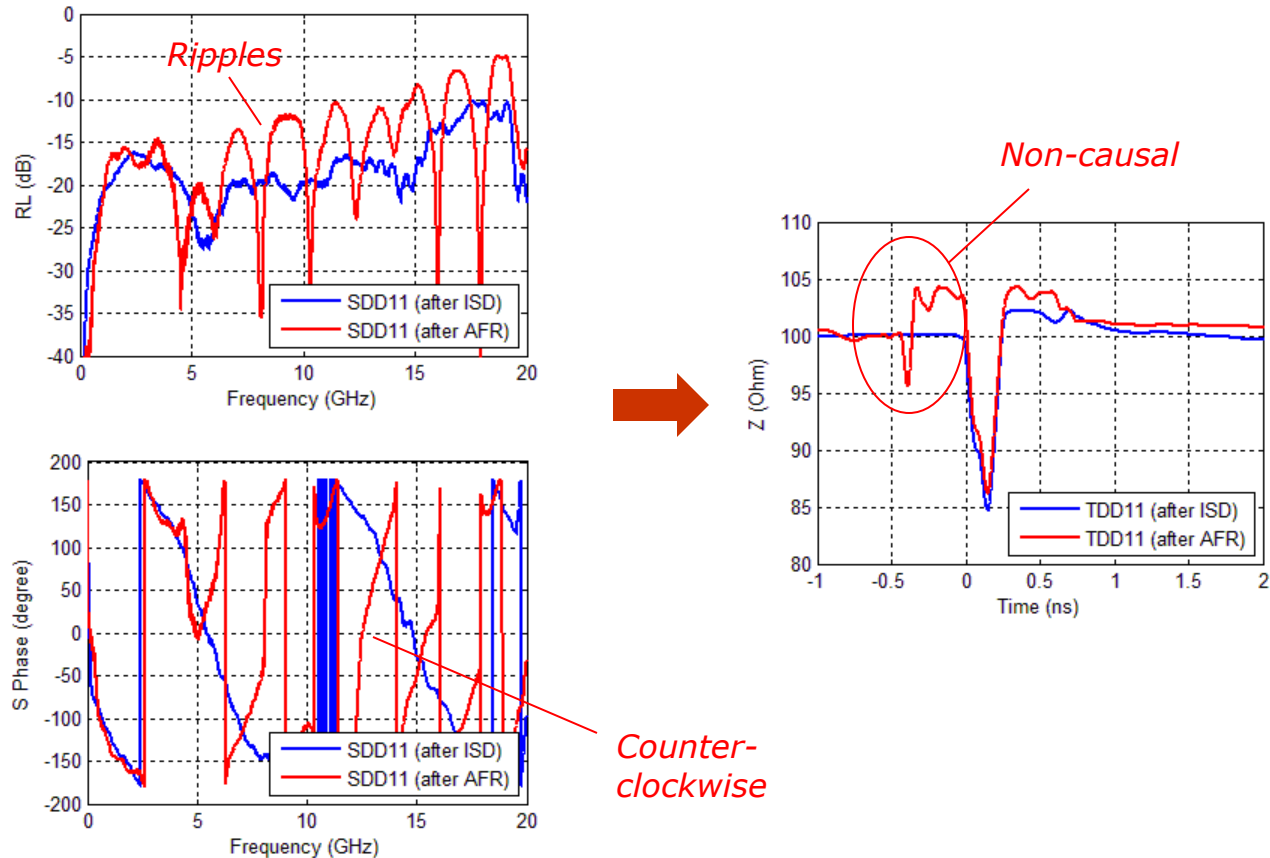 0
-5
-10
-15
-20
-25
-30
-35
-40
RL (dB)
Ripples
SDD11 (after ISD)
SDD11 (after AFR)
0 5 10 15 20
Frequency (GHz)
200
150
100
50
0
-50
-100
-150
-200
S Phase (degree)
SDD11 (after ISD)
SDD11 (after AFR)
0 5 10 15 20
Frequency (GHz)
Counter-
clockwise
Non-causal
110
105
100
95
90
85
80
Z (Ohm)
TDD11 (after ISD)
TDD11 (after AFR)
-1 -0.5 0 0.5 1 1.5 2
Time (ns)